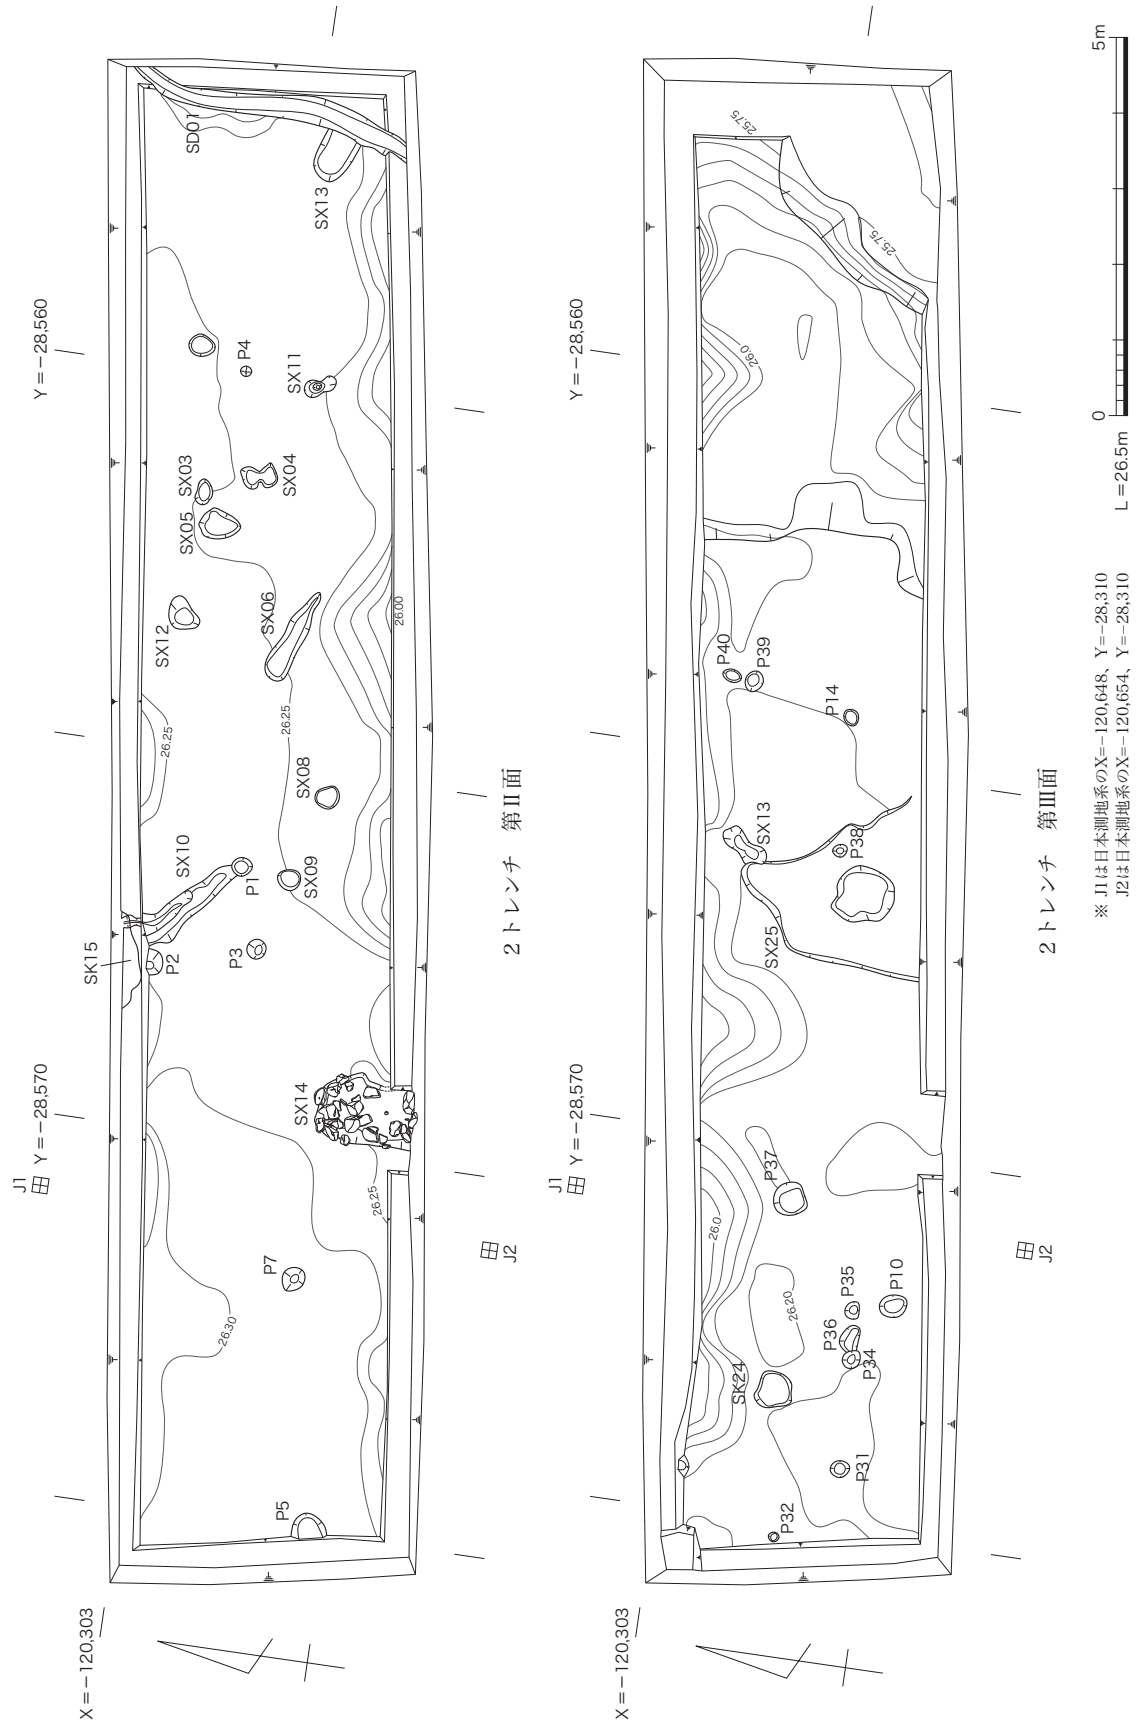 X=−120,303
J1
Y=−28,570
Y=−28,560
SK15
P2
SX10
P1
P3
SX09
SX08
SX12
SX05
SX03
SX04
SX06
P4
SX11
SD01
SX13
SX14
P7
P5
26.30
26.25
26.25
26.25
26.00
J2
2トレンチ 第Ⅱ面
X=−120,303
J1
Y=−28,570
Y=−28,560
P32
P31
SK24
P34
P36
P35
P10
P37
SX25
SX13
P38
P14
P40
P39
26.0
26.20
26.0
25.75
25.75
J2
2トレンチ 第Ⅲ面
※ J1は日本測地系のX=−120,648、Y=−28,310
J2は日本測地系のX=−120,654、Y=−28,310
L=26.5m
0
5m